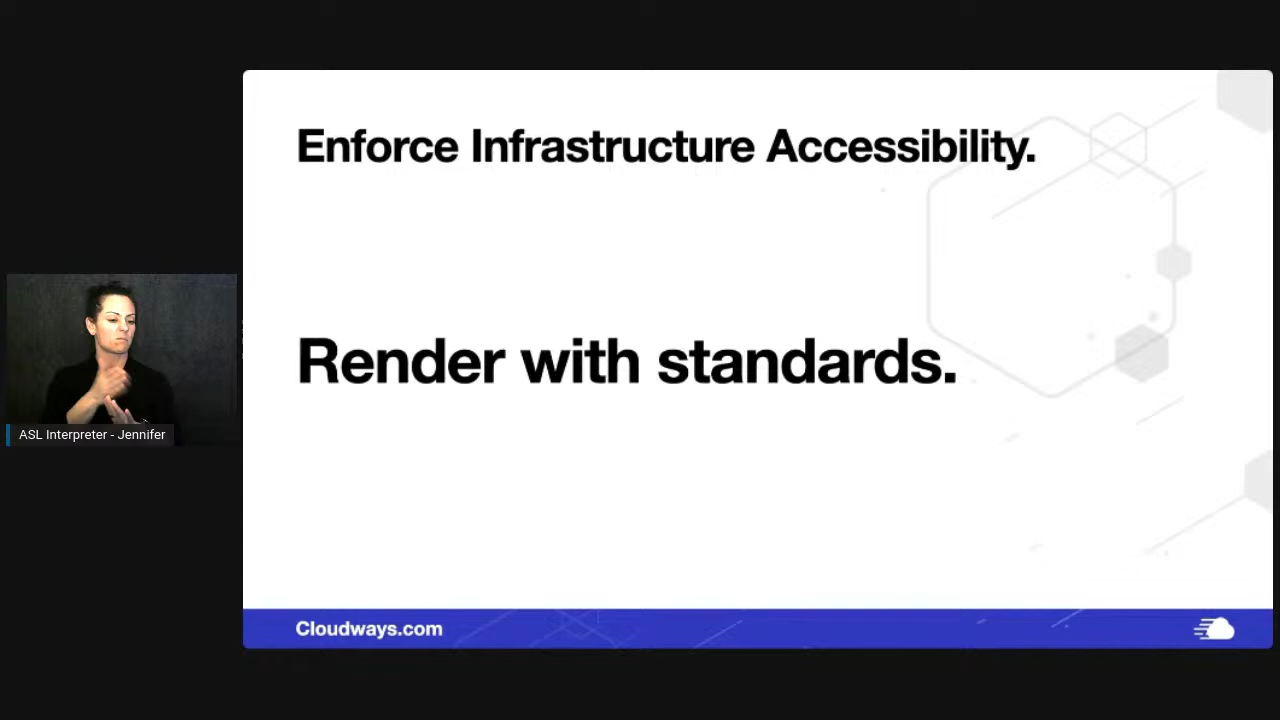 Enforce Infrastructure Accessibility.
Render with standards.
ASL Interpreter - Jennifer
Cloudways.com